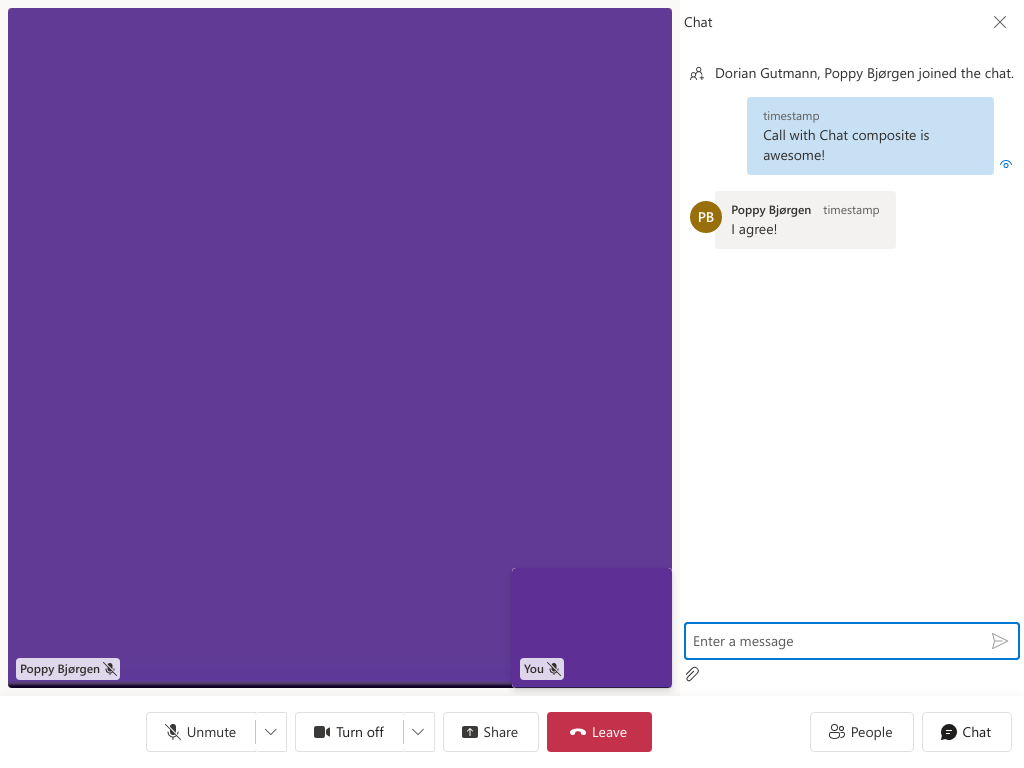 Chat
Dorian Gutmann, Poppy Bjørgen joined the chat.
timestamp
Call with Chat composite is
awesome!
PB
Poppy Bjørgen timestamp
I agree!
Enter a message
Poppy Bjørgen
You
Unmute
Turn off
Share
Leave
People
Chat